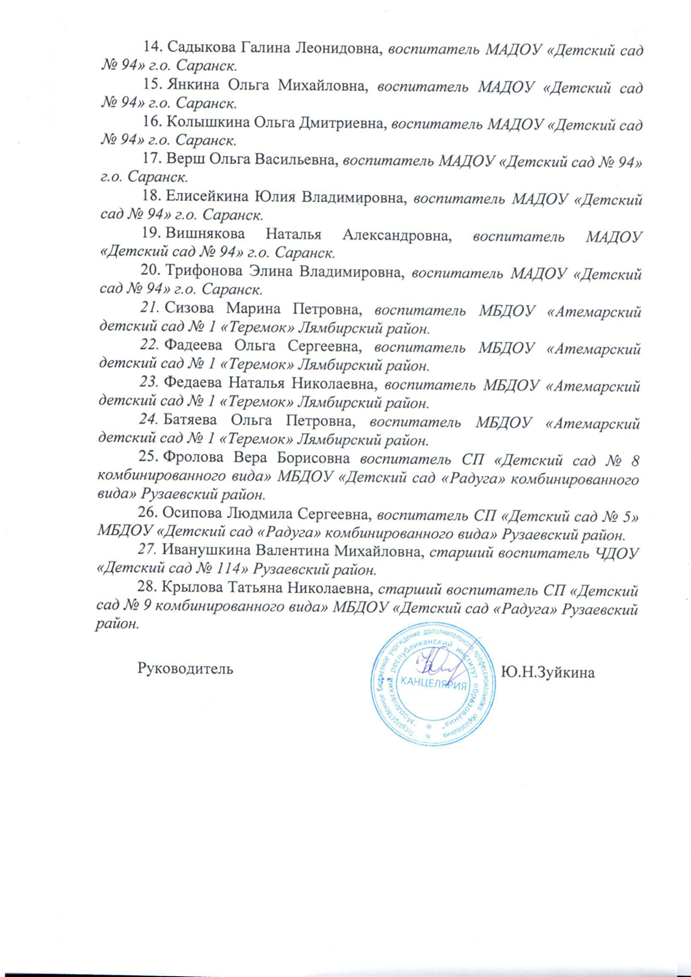 14. Садыкова Галина Леонидовна, воспитатель МАДОУ «Детский сад
№ 94» г.о. Саранск.
15. Янкина Ольга Михайловна, воспитатель МАДОУ «Детский сад
№ 94» г.о. Саранск.
16. Колышкина Ольга Дмитриевна, воспитатель МАДОУ «Детский сад
№ 94» г.о. Саранск.
17. Верш Ольга Васильевна, воспитатель МАДОУ «Детский сад № 94»
г.о. Саранск.
18. Елисейкина Юлия Владимировна, воспитатель МАДОУ «Детский
сад № 94» г.о. Саранск.
19. Вишнякова Наталья Александровна, воспитатель МАДОУ
«Детский сад № 94» г.о. Саранск.
20. Трифонова Элина Владимировна, воспитатель МАДОУ «Детский
сад № 94» г.о. Саранск.
21. Сизова Марина Петровна, воспитатель МБДОУ «Атемарский
детский сад № 1 «Теремок» Лямбирский район.
22. Фадеева Ольга Сергеевна, воспитатель МБДОУ «Атемарский
детский сад № 1 «Теремок» Лямбирский район.
23. Федаева Наталья Николаевна, воспитатель МБДОУ «Атемарский
детский сад № 1 «Теремок» Лямбирский район.
24. Батяева Ольга Петровна, воспитатель МБДОУ «Атемарский
детский сад № 1 «Теремок» Лямбирский район.
25. Фролова Вера Борисовна воспитатель СП «Детский сад № 8
комбинированного вида» МБДОУ «Детский сад «Радуга» комбинированного
вида» Рузаевский район.
26. Осипова Людмила Сергеевна, воспитатель СП «Детский сад № 5»
МБДОУ «Детский сад «Радуга» комбинированного вида» Рузаевский район.
27. Иванушкина Валентина Михайловна, старший воспитатель ЧДОУ
«Детский сад № 114» Рузаевский район.
28. Крылова Татьяна Николаевна, старший воспитатель СП «Детский
сад № 9 комбинированного вида» МБДОУ «Детский сад «Радуга» Рузаевский
район.
Руководитель Ю.Н.Зуйкина
Государственное бюджетное учреждение дополнительного профессионального образования
"Мордовский республиканский институт образования"
КАНЦЕЛЯРИЯ